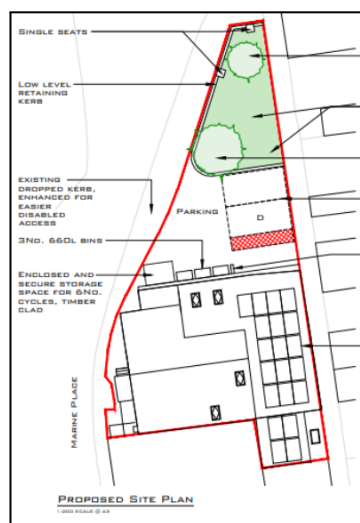 Single seats
Low level
retaining
kerb
existing
dropped kerb,
enhanced for
easier
disabled
access
Parking
D
3No. 660L bins
Enclosed and
secure storage
space for 6No.
cycles, timber
clad
Marine Place
Proposed Site Plan
1:200 scale @ A3